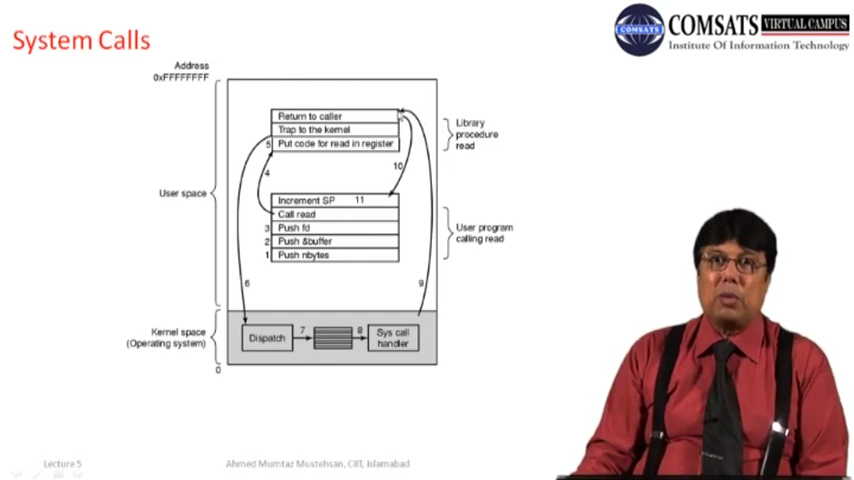 System Calls
COMSATS VIRTUAL CAMPUS
COMSATS
Institute Of Information Technology
Address
0xFFFFFFFF
Return to caller
Trap to the kernel
5 Put code for read in register
Library
procedure
read
4
10
User space
Increment SP 11
Call read
3 Push fd
2 Push &buffer
1 Push nbytes
User program
calling read
6
9
Kernel space
(Operating system)
Dispatch
7
8
Sys call
handler
0
Lecture 5
Ahmed Mumtaz Mustehsan, CIIT, Islamabad